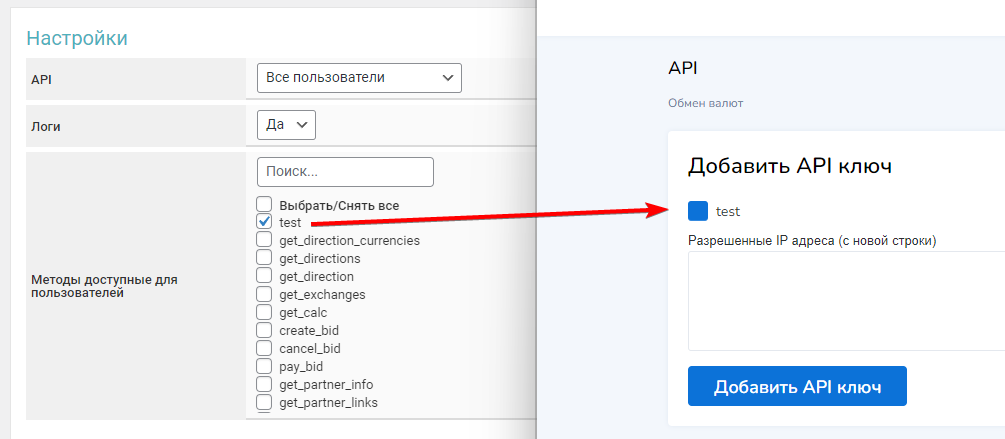 Настройки
API
Все пользователи
Логи
Да
Методы доступные для
пользователей
Поиск...
Выбрать/Снять все
test
get_direction_currencies
get_directions
get_direction
get_exchanges
get_calc
create_bid
cancel_bid
pay_bid
get_partner_info
get_partner_links
API
Обмен валют
Добавить API ключ
test
Разрешенные IP адреса (с новой строки)
Добавить API ключ